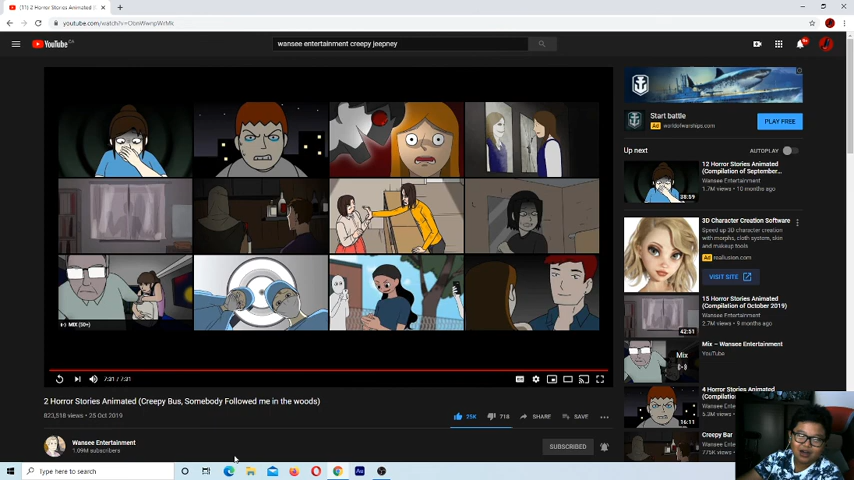 (11) 2 Horror Stories Animated (
youtube.com/watch?v=
YouTube CA
wansee entertainment creepy jeepney
9+
Start battle
Ad worldofwarships.com
PLAY FREE
Up next
AUTOPLAY
12 Horror Stories Animated
(Compilation of September...
Wansee Entertainment
1.7M views • 10 months ago
38:59
3D Character Creation Software
Speed up 3D character creation
with morphs, cloth system, skin
and makeup tools
Ad reallusion.com
VISIT SITE
15 Horror Stories Animated
(Compilation of October 2019)
Wansee Entertainment
2.7M views • 9 months ago
42:51
Mix – Wansee Entertainment
YouTube
Mix
4 Horror Stories Animated
16:11
Creepy Bar
MIX (50+)
7:31 / 7:31
2 Horror Stories Animated (Creepy Bus, Somebody Followed me in the woods)
823,518 views • 25 Oct 2019
25K
718
SHARE
SAVE
Wansee Entertainment
1.09M subscribers
SUBSCRIBED
Type here to search
Au